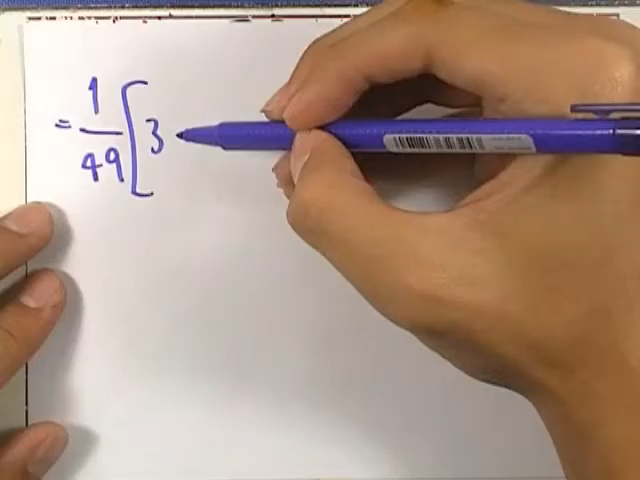 = 1/49 [ 3